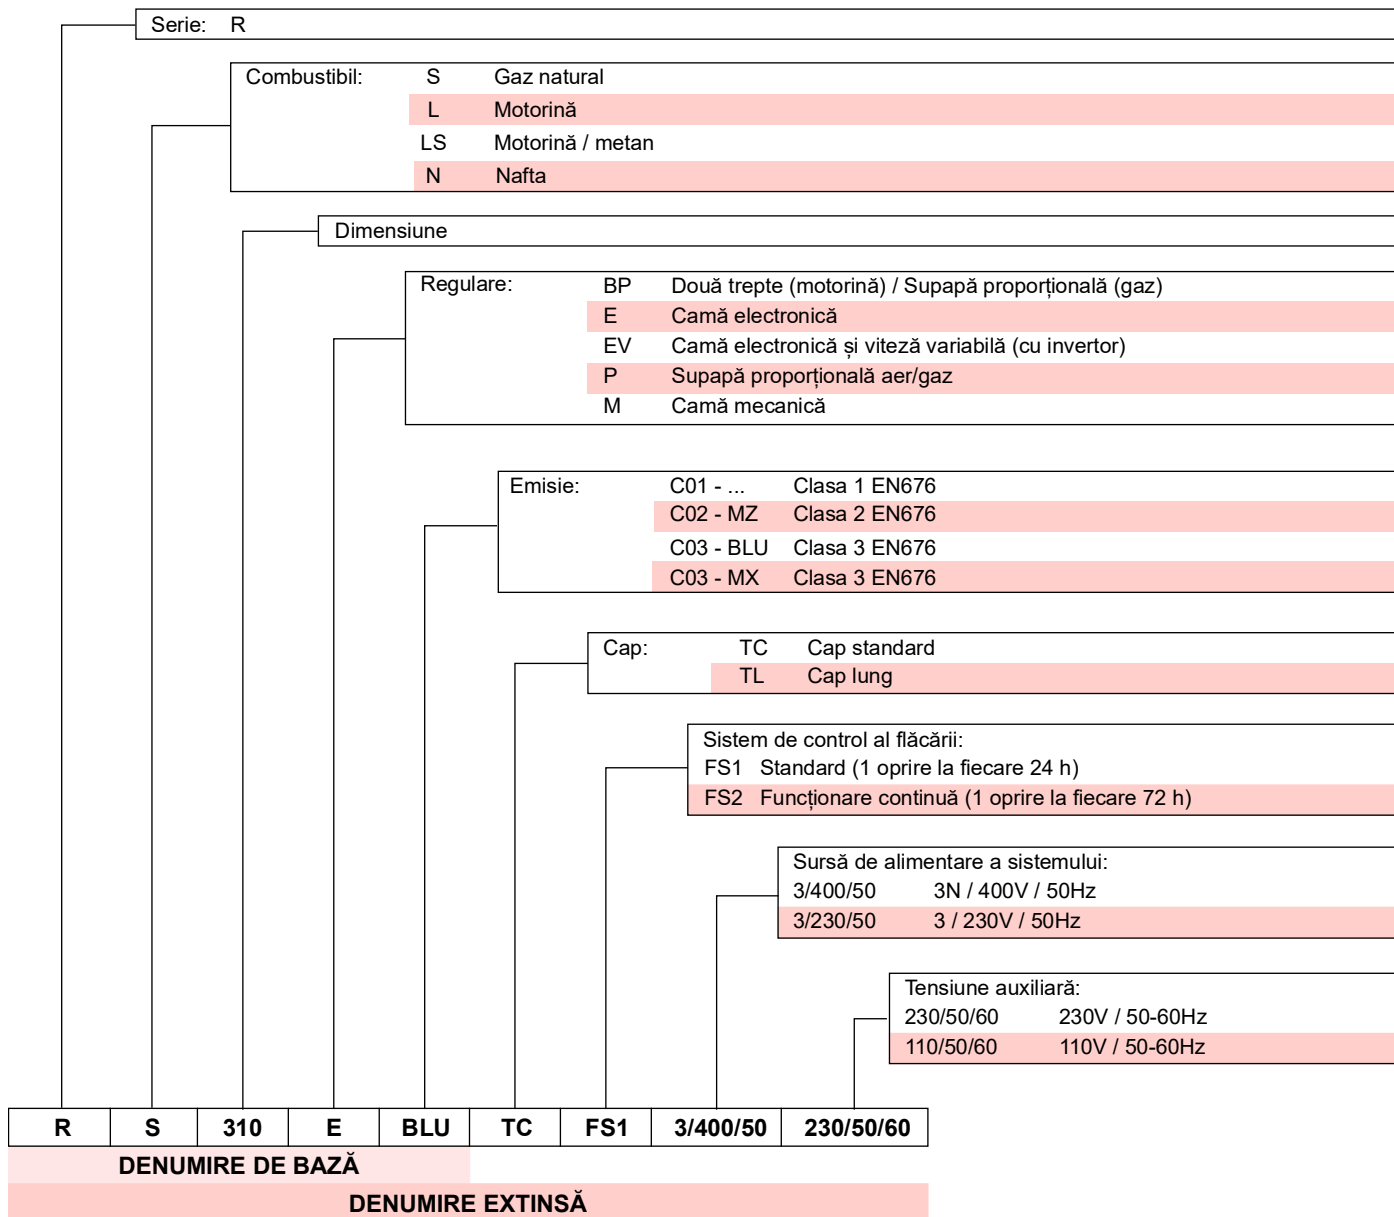 Serie: R
Combustibil: S Gaz natural
L Motorină
LS Motorină / metan
N Nafta
Dimensiune
Regulare: BP Două trepte (motorină) / Supapă proporțională (gaz)
E Camă electronică
EV Camă electronică și viteză variabilă (cu invertor)
P Supapă proporțională aer/gaz
M Camă mecanică
Emisie: C01 - ... Clasa 1 EN676
C02 - MZ Clasa 2 EN676
C03 - BLU Clasa 3 EN676
C03 - MX Clasa 3 EN676
Cap: TC Cap standard
TL Cap lung
Sistem de control al flăcării:
FS1 Standard (1 oprire la fiecare 24 h)
FS2 Funcționare continuă (1 oprire la fiecare 72 h)
Sursă de alimentare a sistemului:
3/400/50 3N / 400V / 50Hz
3/230/50 3 / 230V / 50Hz
Tensiune auxiliară:
230/50/60 230V / 50-60Hz
110/50/60 110V / 50-60Hz
R S 310 E BLU TC FS1 3/400/50 230/50/60
DENUMIRE DE BAZĂ
DENUMIRE EXTINSĂ